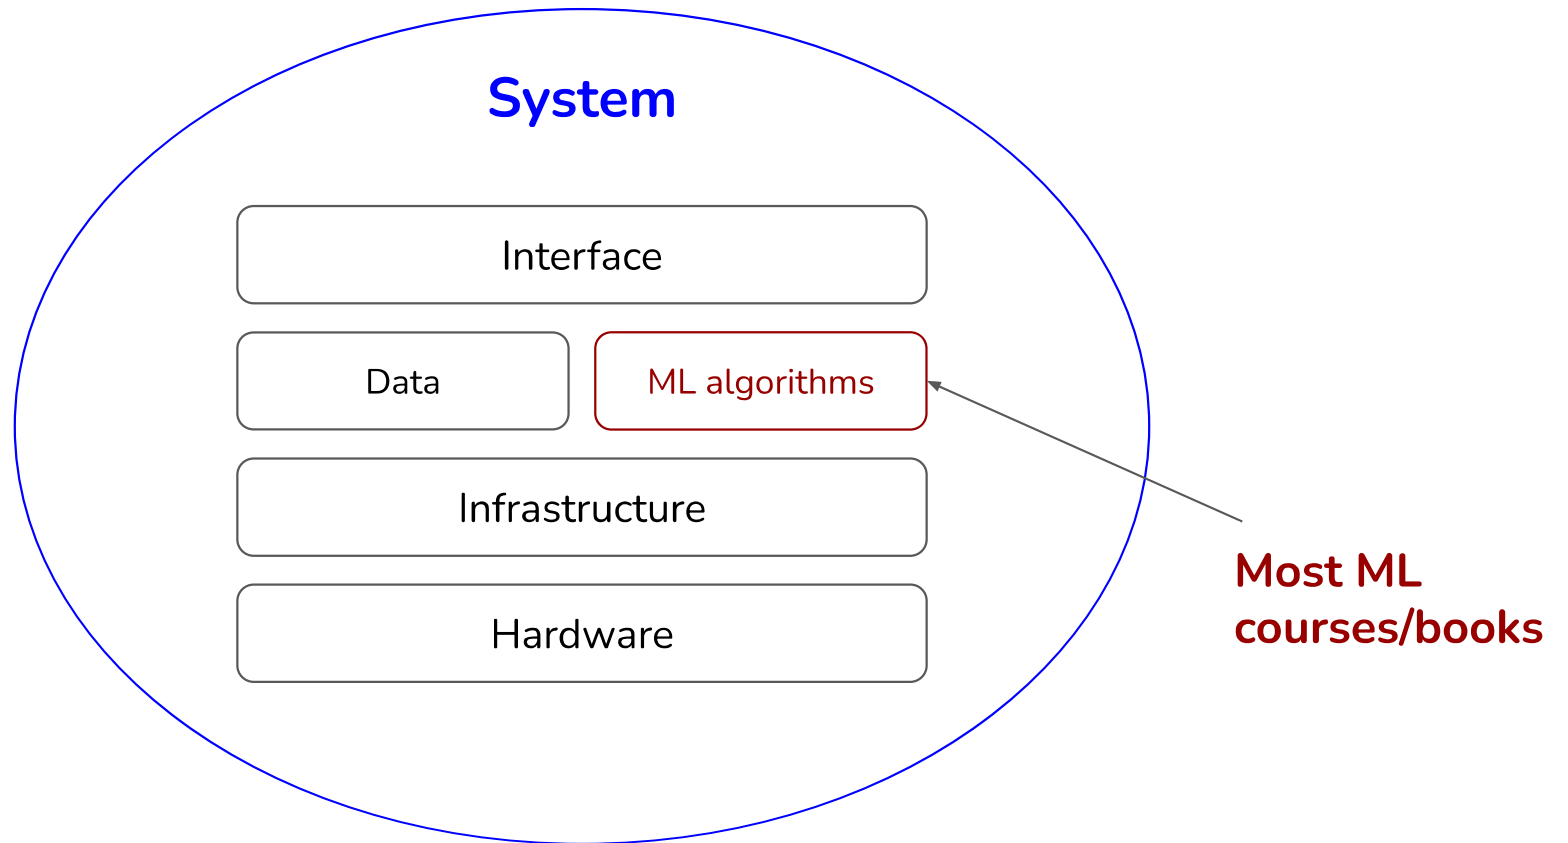 System
Interface
Data
ML algorithms
Infrastructure
Hardware
Most ML
courses/books